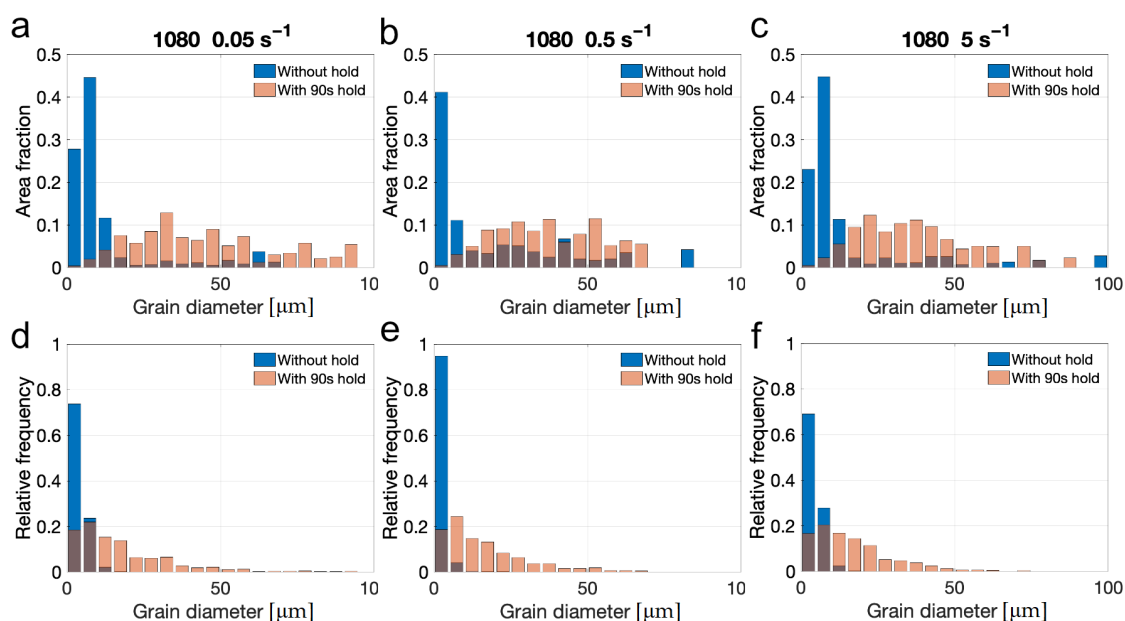 a
1080 0.05 s⁻¹
0.5
0.4
0.3
0.2
0.1
0
Area fraction
Without hold
With 90s hold
0
50
10
Grain diameter [μm]
b
1080 0.5 s⁻¹
0.5
0.4
0.3
0.2
0.1
0
Area fraction
Without hold
With 90s hold
0
50
10
Grain diameter [μm]
c
1080 5 s⁻¹
0.5
0.4
0.3
0.2
0.1
0
Area fraction
Without hold
With 90s hold
0
50
100
Grain diameter [μm]
d
1
0.8
0.6
0.4
0.2
0
Relative frequency
Without hold
With 90s hold
0
50
10
Grain diameter [μm]
e
1
0.8
0.6
0.4
0.2
0
Relative frequency
Without hold
With 90s hold
0
50
10
Grain diameter [μm]
f
1
0.8
0.6
0.4
0.2
0
Relative frequency
Without hold
With 90s hold
0
50
100
Grain diameter [μm]